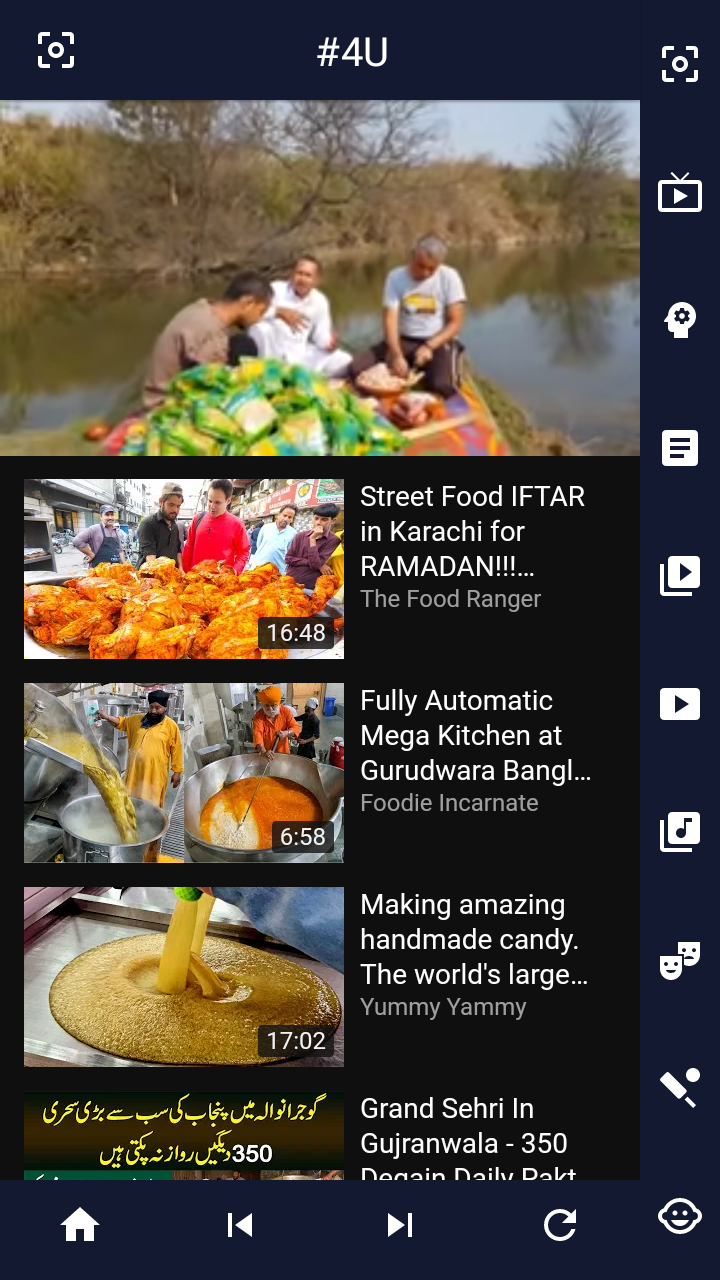 #4U
Street Food IFTAR
in Karachi for
RAMADAN!!!...
The Food Ranger
16:48
Fully Automatic
Mega Kitchen at
Gurudwara Bangl...
Foodie Incarnate
6:58
Making amazing
handmade candy.
The world's large...
Yummy Yammy
17:02
گوجرانوالہ میں پنجاب کی سب سے بڑی سحری
350 دیگیں روزانہ پکتی ہیں
Grand Sehri In
Gujranwala - 350
Degain Daily Pakt